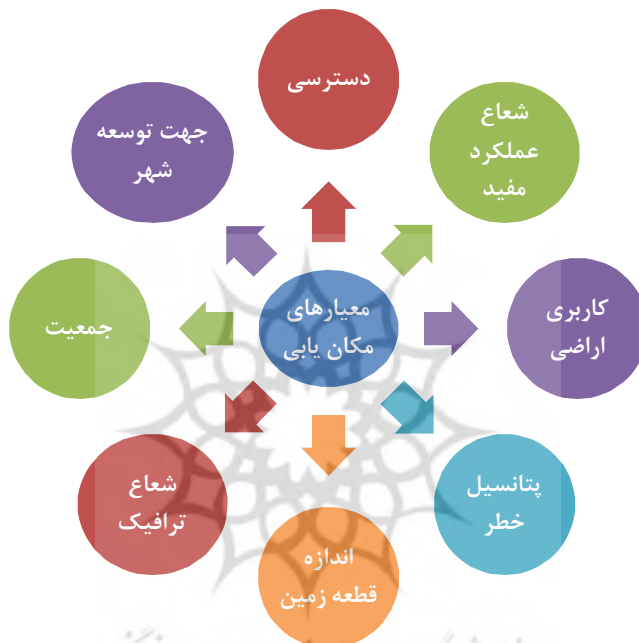 دسترسی
شعاع
عملکرد
مفید
جهت توسعه
شهر
معیارهای
مکان یابی
کاربری
اراضی
جمعیت
پتانسیل
خطر
شعاع
ترافیک
اندازه
قطعه زمین